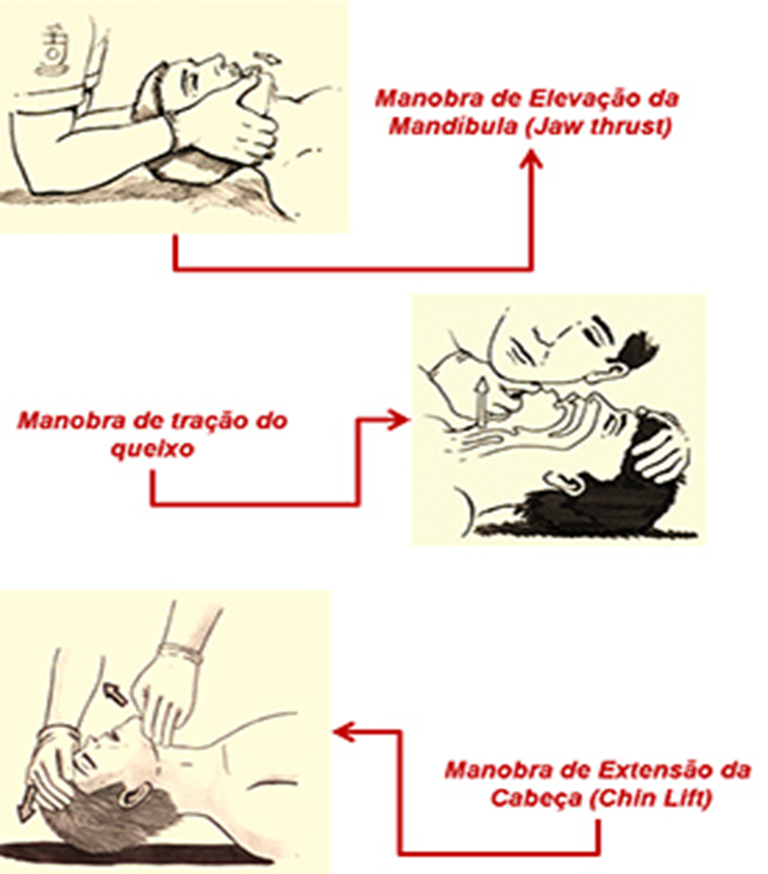 Manobra de Elevação da
Mandíbula (Jaw thrust)
Manobra de tração do
queixo
Manobra de Extensão da
Cabeça (Chin Lift)